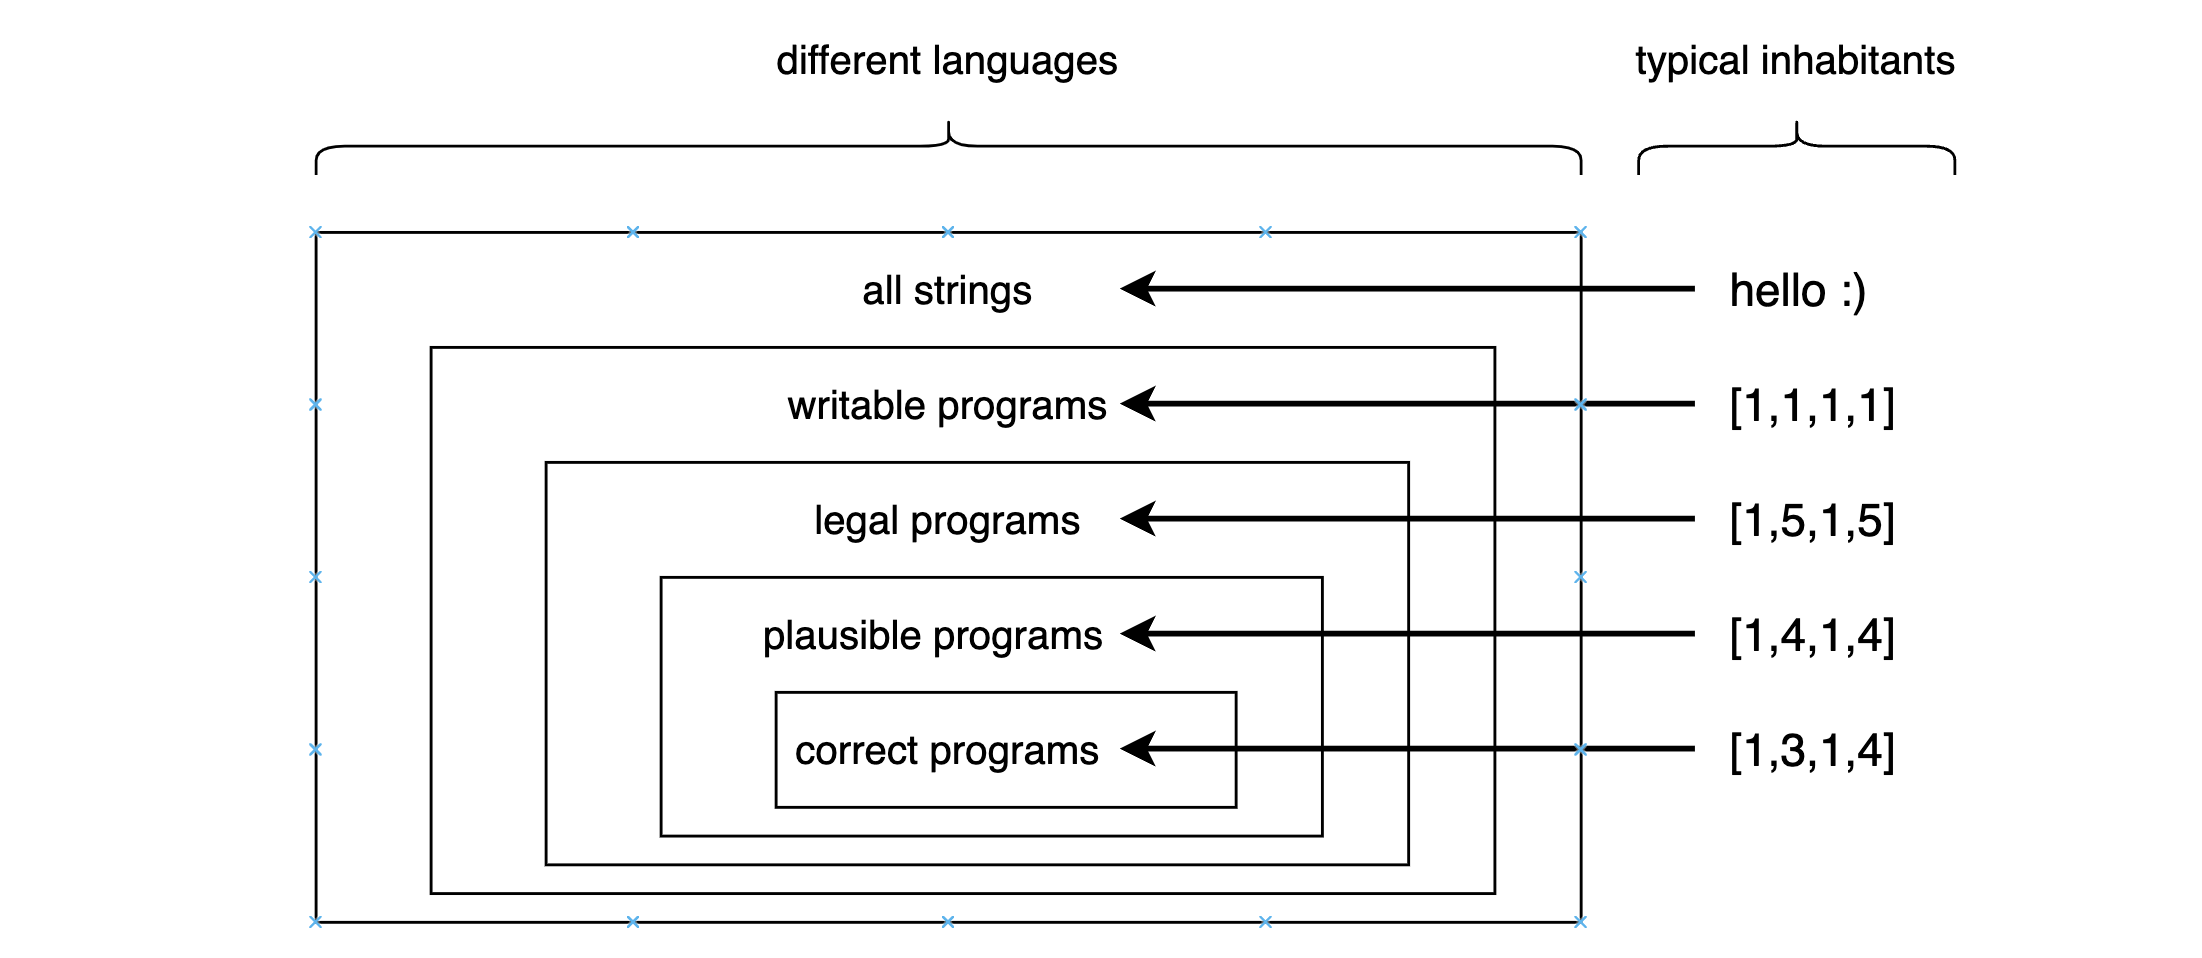 different languages
typical inhabitants
all strings
hello :)
writable programs
[1,1,1,1]
legal programs
[1,5,1,5]
plausible programs
[1,4,1,4]
correct programs
[1,3,1,4]